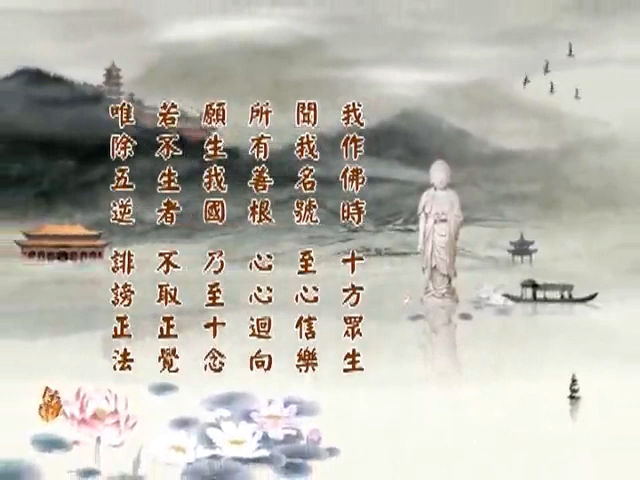 我作佛時 十方眾生
聞我名號 至心信樂
所有善根 心心迴向
願生我國 乃至十念
若不生者 不取正覺
唯除五逆 誹謗正法